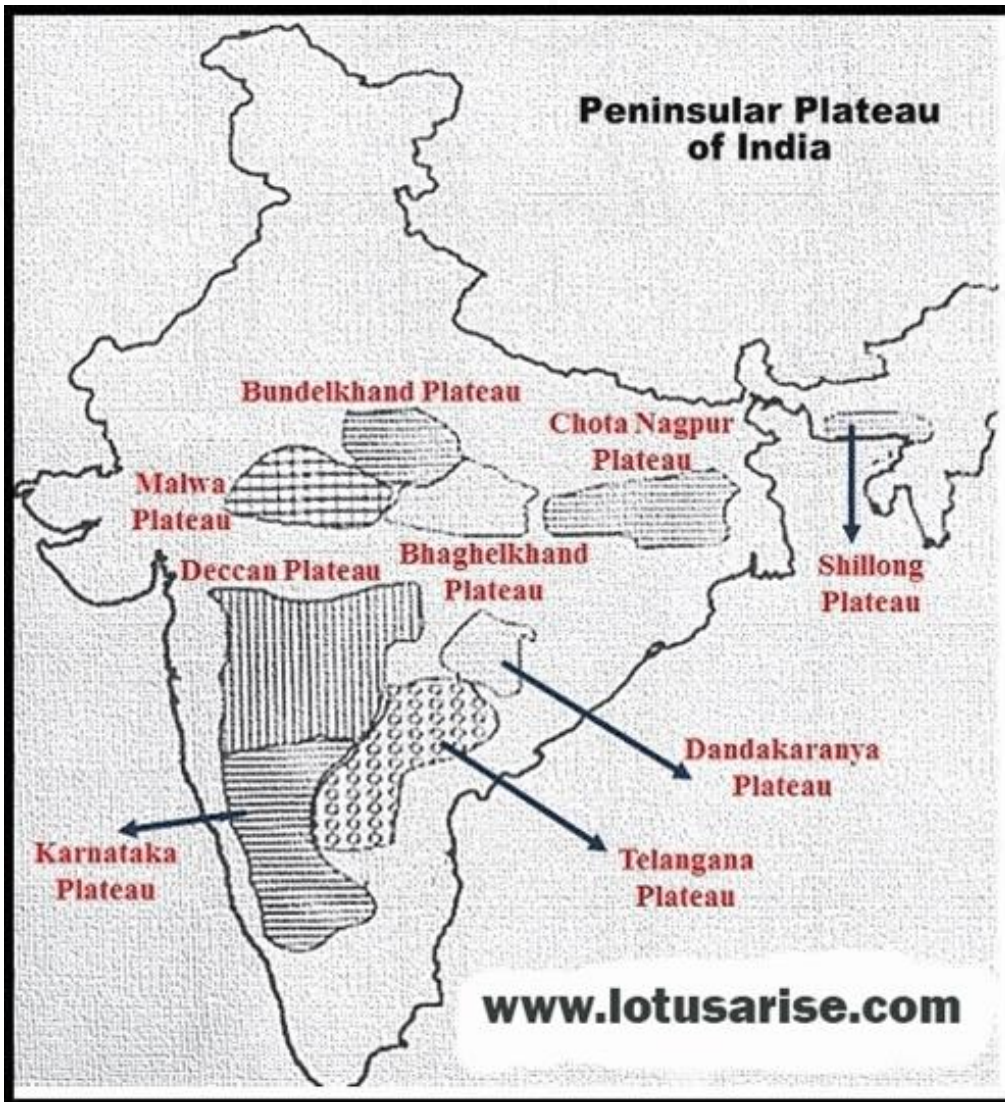 Peninsular Plateau
of India
Bundelkhand Plateau
Chota Nagpur
Plateau
Malwa
Plateau
Bhaghelkhand
Plateau
Deccan Plateau
Shillong
Plateau
Dandakaranya
Plateau
Karnataka
Plateau
Telangana
Plateau
www.lotusarise.com